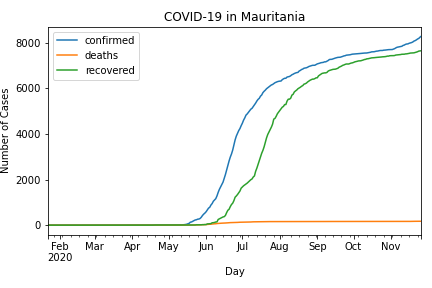 COVID-19 in Mauritania
confirmed
deaths
recovered
8000
6000
4000
2000
0
Number of Cases
Feb Mar Apr May Jun Jul Aug Sep Oct Nov
2020
Day